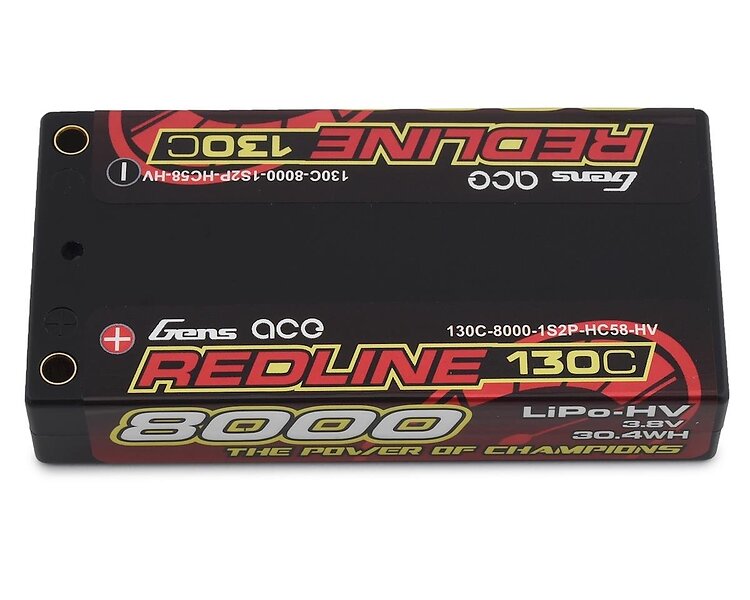 REDLINE 130C
Gens ace
130C-8000-1S2P-HC58-HV
Gens ace
130C-8000-1S2P-HC58-HV
REDLINE 130C
8000
LiPo-HV
3.8V
30.4WH
THE POWER OF CHAMPIONS